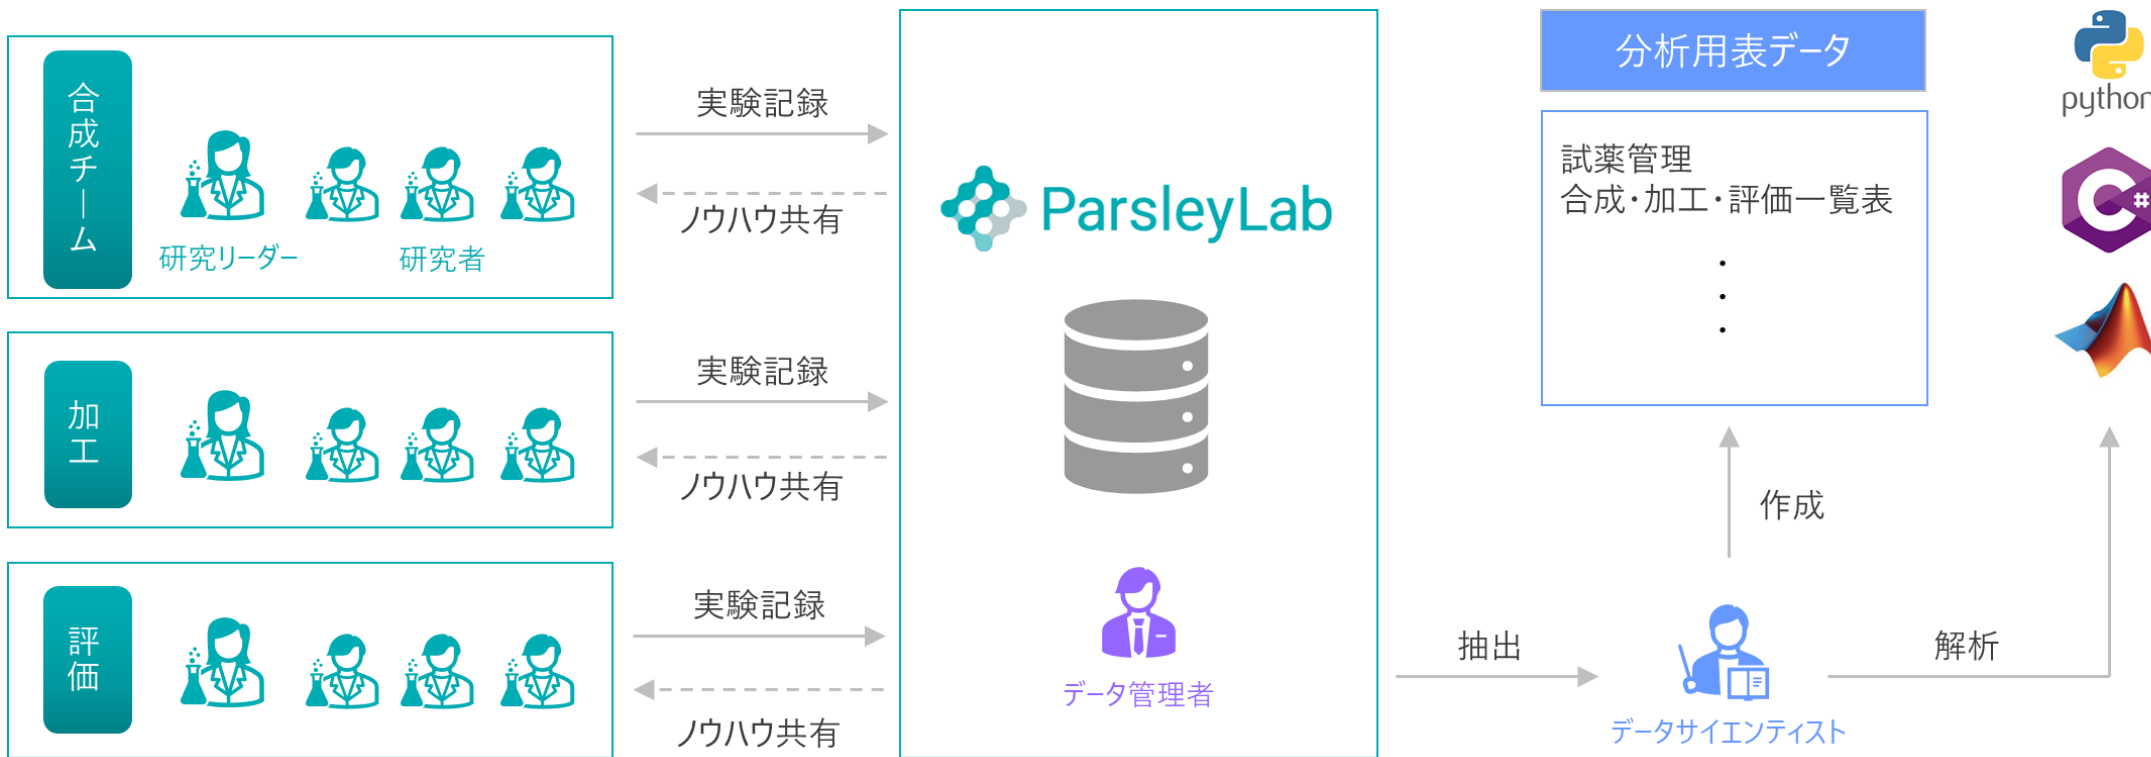 合成チーム
研究リーダー
研究者
実験記録
ノウハウ共有
加工
実験記録
ノウハウ共有
評価
実験記録
ノウハウ共有
ParsleyLab
データ管理者
抽出
分析用表データ
試薬管理
合成・加工・評価一覧表
・
・
・
作成
データサイエンティスト
解析
python
C#